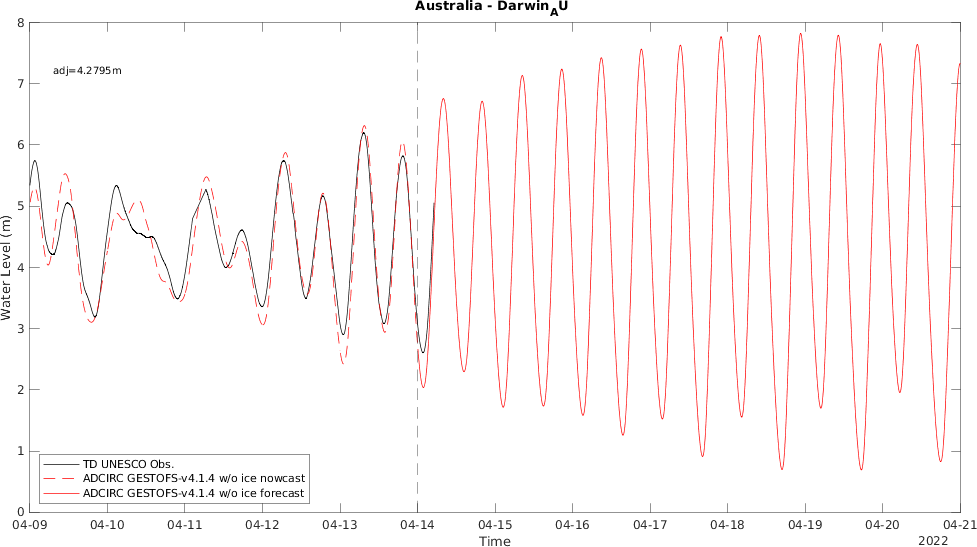 Australia - Darwin_AU
adj=4.2795m
8
7
6
5
4
3
2
1
0
Water Level (m)
TD UNESCO Obs.
ADCIRC GESTOFS-v4.1.4 w/o ice nowcast
ADCIRC GESTOFS-v4.1.4 w/o ice forecast
04-09 04-10 04-11 04-12 04-13 04-14 04-15 04-16 04-17 04-18 04-19 04-20 04-21
Time
2022